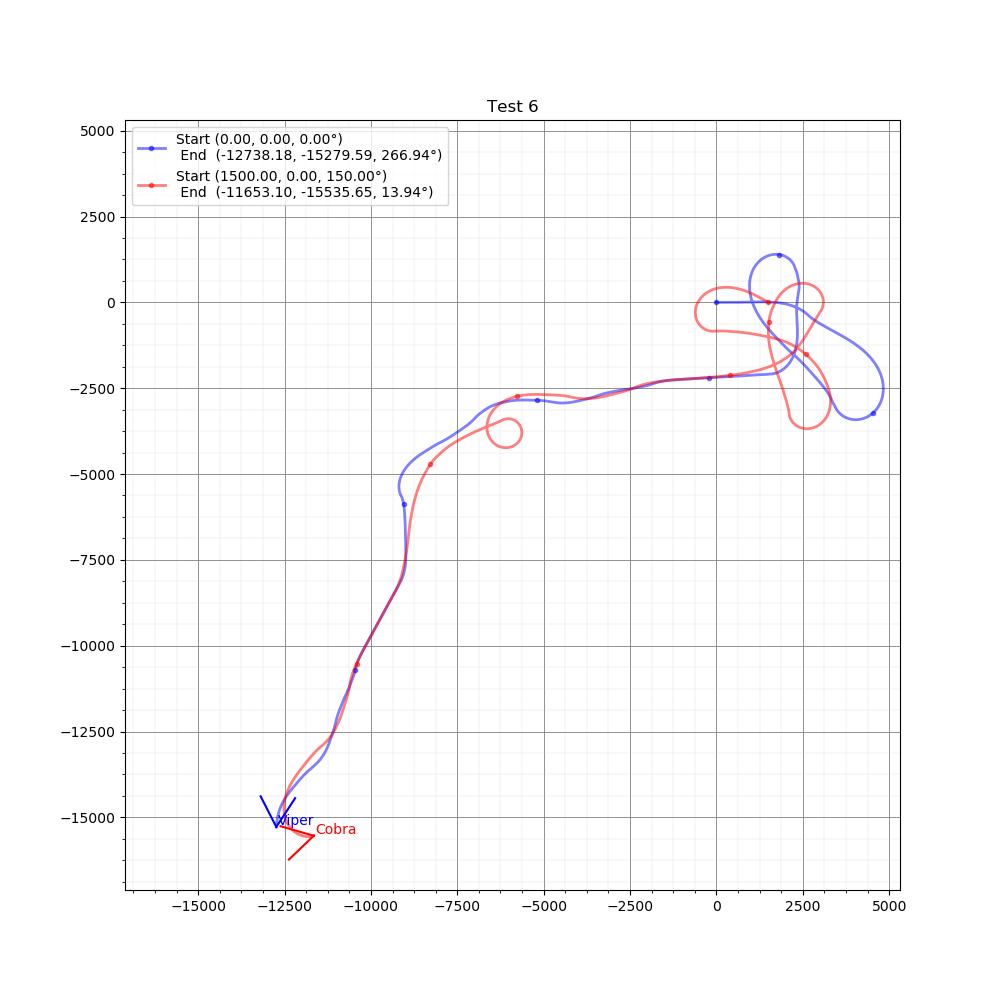 Test 6
Start (0.00, 0.00, 0.00°)
End (-12738.18, -15279.59, 266.94°)
Start (1500.00, 0.00, 150.00°)
End (-11653.10, -15535.65, 13.94°)
5000
2500
0
−2500
−5000
−7500
−10000
−12500
−15000
Viper
Cobra
−15000 −12500 −10000 −7500 −5000 −2500 0 2500 5000